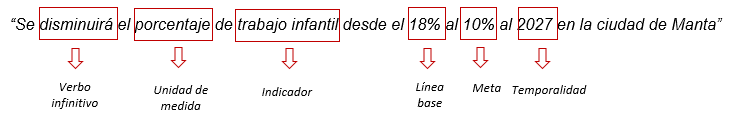 “Se disminuirá el porcentaje de trabajo infantil desde el 18% al 10% al 2027 en la ciudad de Manta”
Verbo infinitivo
Unidad de medida
Indicador
Línea base
Meta
Temporalidad